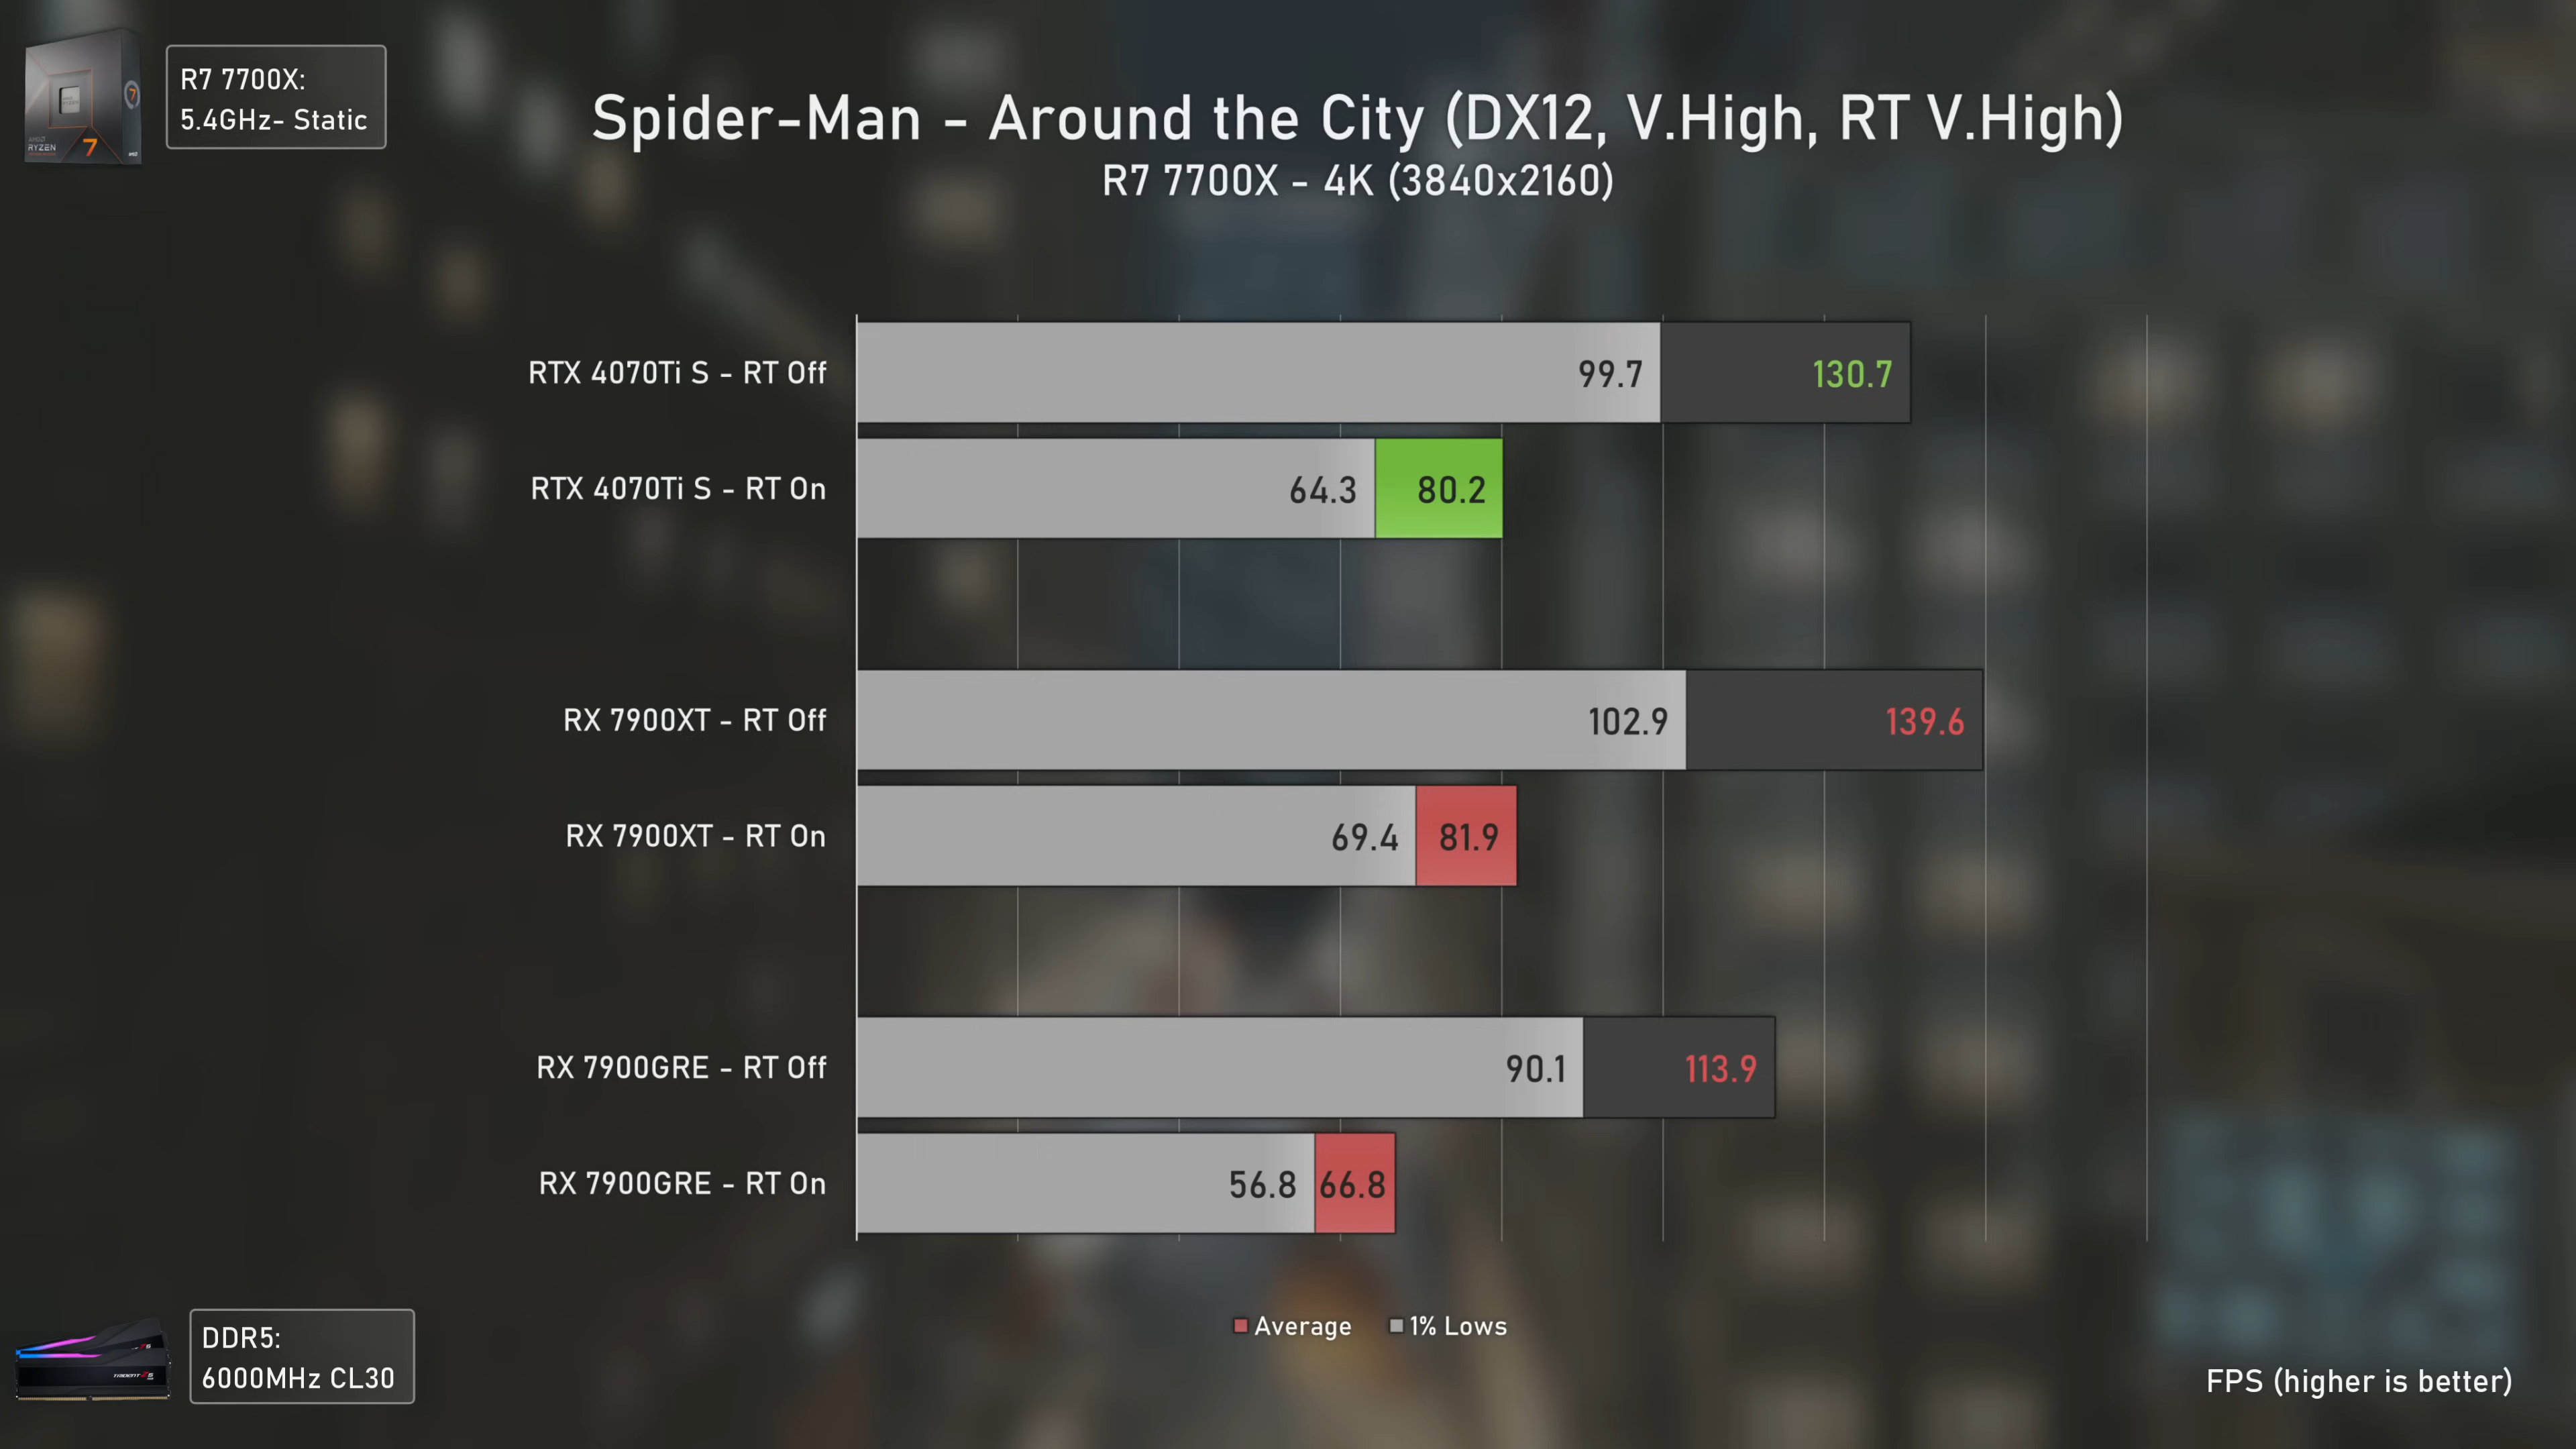 R7 7700X:
5.4GHz- Static
RYZEN 7
Spider-Man - Around the City (DX12, V.High, RT V.High)
R7 7700X - 4K (3840x2160)
RTX 4070Ti S - RT Off 99.7 130.7
RTX 4070Ti S - RT On 64.3 80.2
RX 7900XT - RT Off 102.9 139.6
RX 7900XT - RT On 69.4 81.9
RX 7900GRE - RT Off 90.1 113.9
RX 7900GRE - RT On 56.8 66.8
Average 1% Lows
DDR5:
6000MHz CL30
FPS (higher is better)